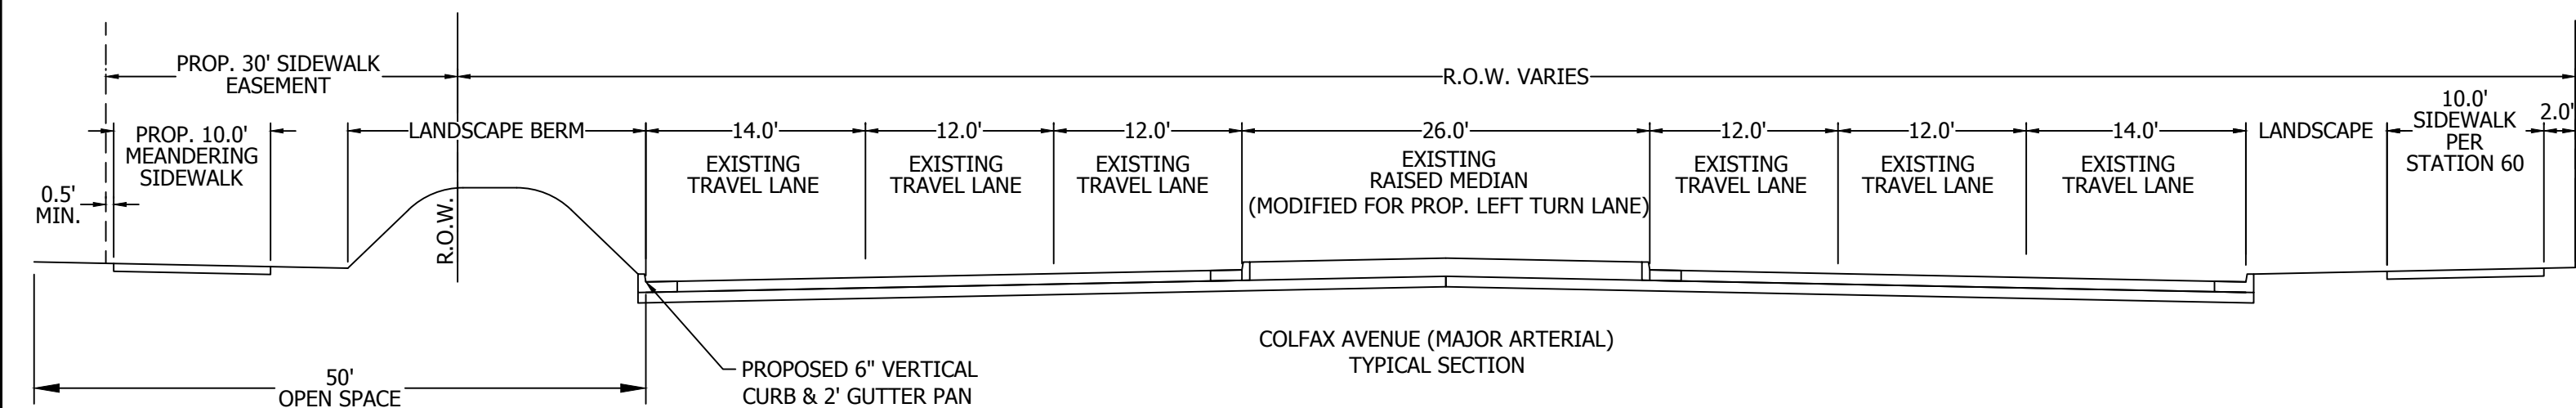 PROP. 30' SIDEWALK
EASEMENT
R.O.W. VARIES
0.5'
MIN.
PROP. 10.0'
MEANDERING
SIDEWALK
LANDSCAPE BERM
R.O.W.
14.0'
EXISTING
TRAVEL LANE
12.0'
EXISTING
TRAVEL LANE
12.0'
EXISTING
TRAVEL LANE
26.0'
EXISTING
RAISED MEDIAN
(MODIFIED FOR PROP. LEFT TURN LANE)
12.0'
EXISTING
TRAVEL LANE
12.0'
EXISTING
TRAVEL LANE
14.0'
EXISTING
TRAVEL LANE
LANDSCAPE
10.0'
SIDEWALK
PER
STATION 60
2.0'
50'
OPEN SPACE
PROPOSED 6" VERTICAL
CURB & 2' GUTTER PAN
COLFAX AVENUE (MAJOR ARTERIAL)
TYPICAL SECTION